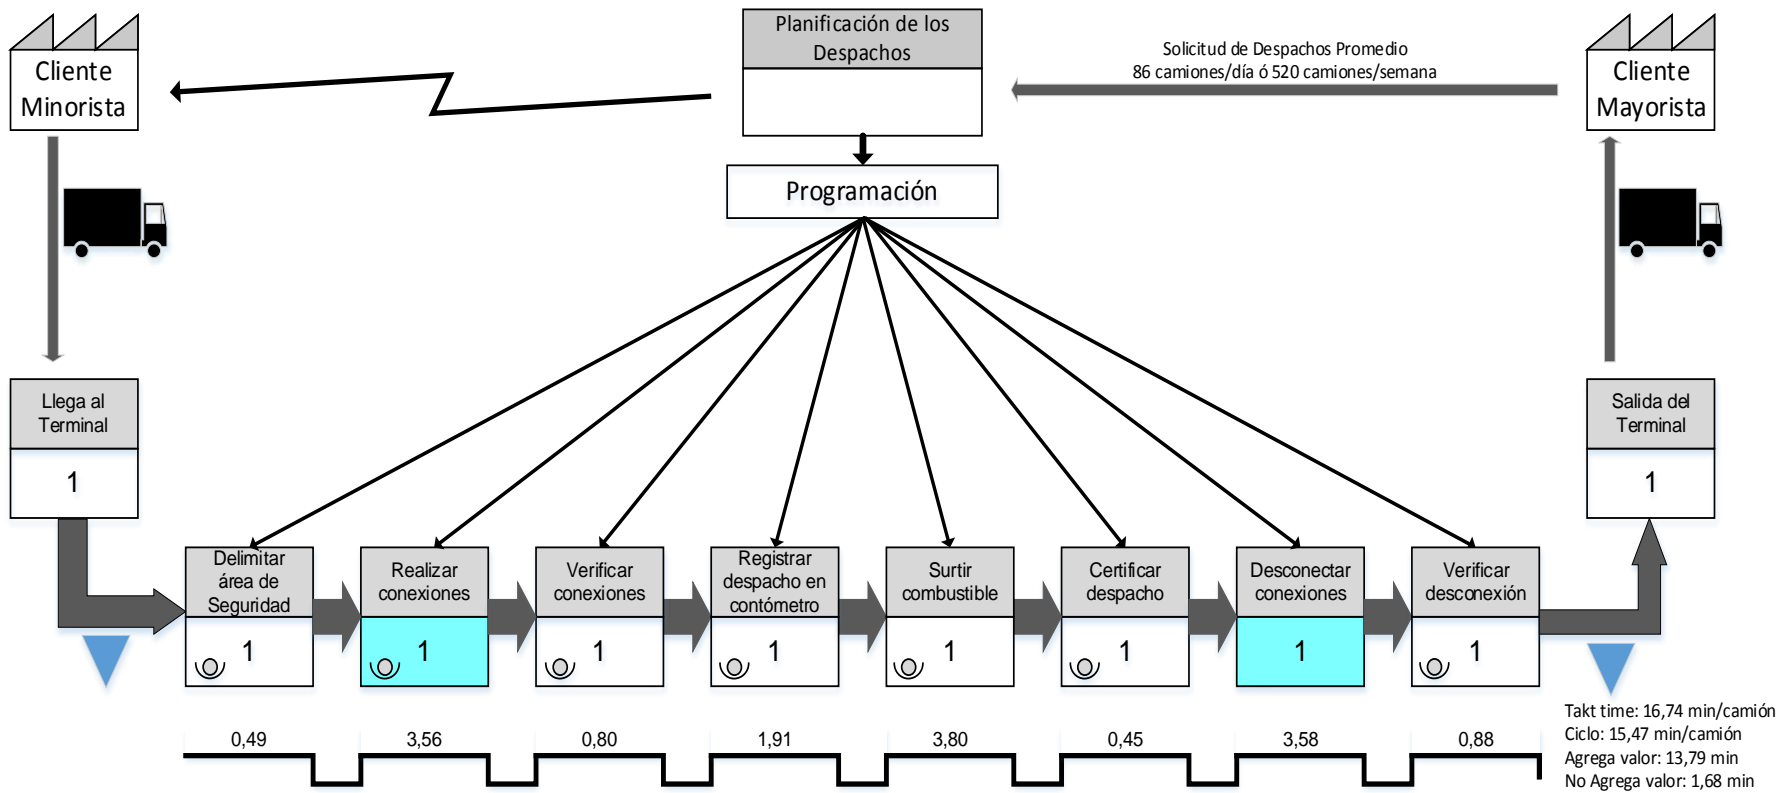 Planificación de los
Despachos
Solicitud de Despachos Promedio
86 camiones/día ó 520 camiones/semana
Cliente
Minorista
Cliente
Mayorista
Programación
Llega al
Terminal
1
Salida del
Terminal
1
Delimitar
área de
Seguridad
1
Realizar
conexiones
1
Verificar
conexiones
1
Registrar
despacho en
contómetro
1
Surtir
combustible
1
Certificar
despacho
1
Desconectar
conexiones
1
Verificar
desconexión
1
0,49
3,56
0,80
1,91
3,80
0,45
3,58
0,88
Takt time: 16,74 min/camión
Ciclo: 15,47 min/camión
Agrega valor: 13,79 min
No Agrega valor: 1,68 min